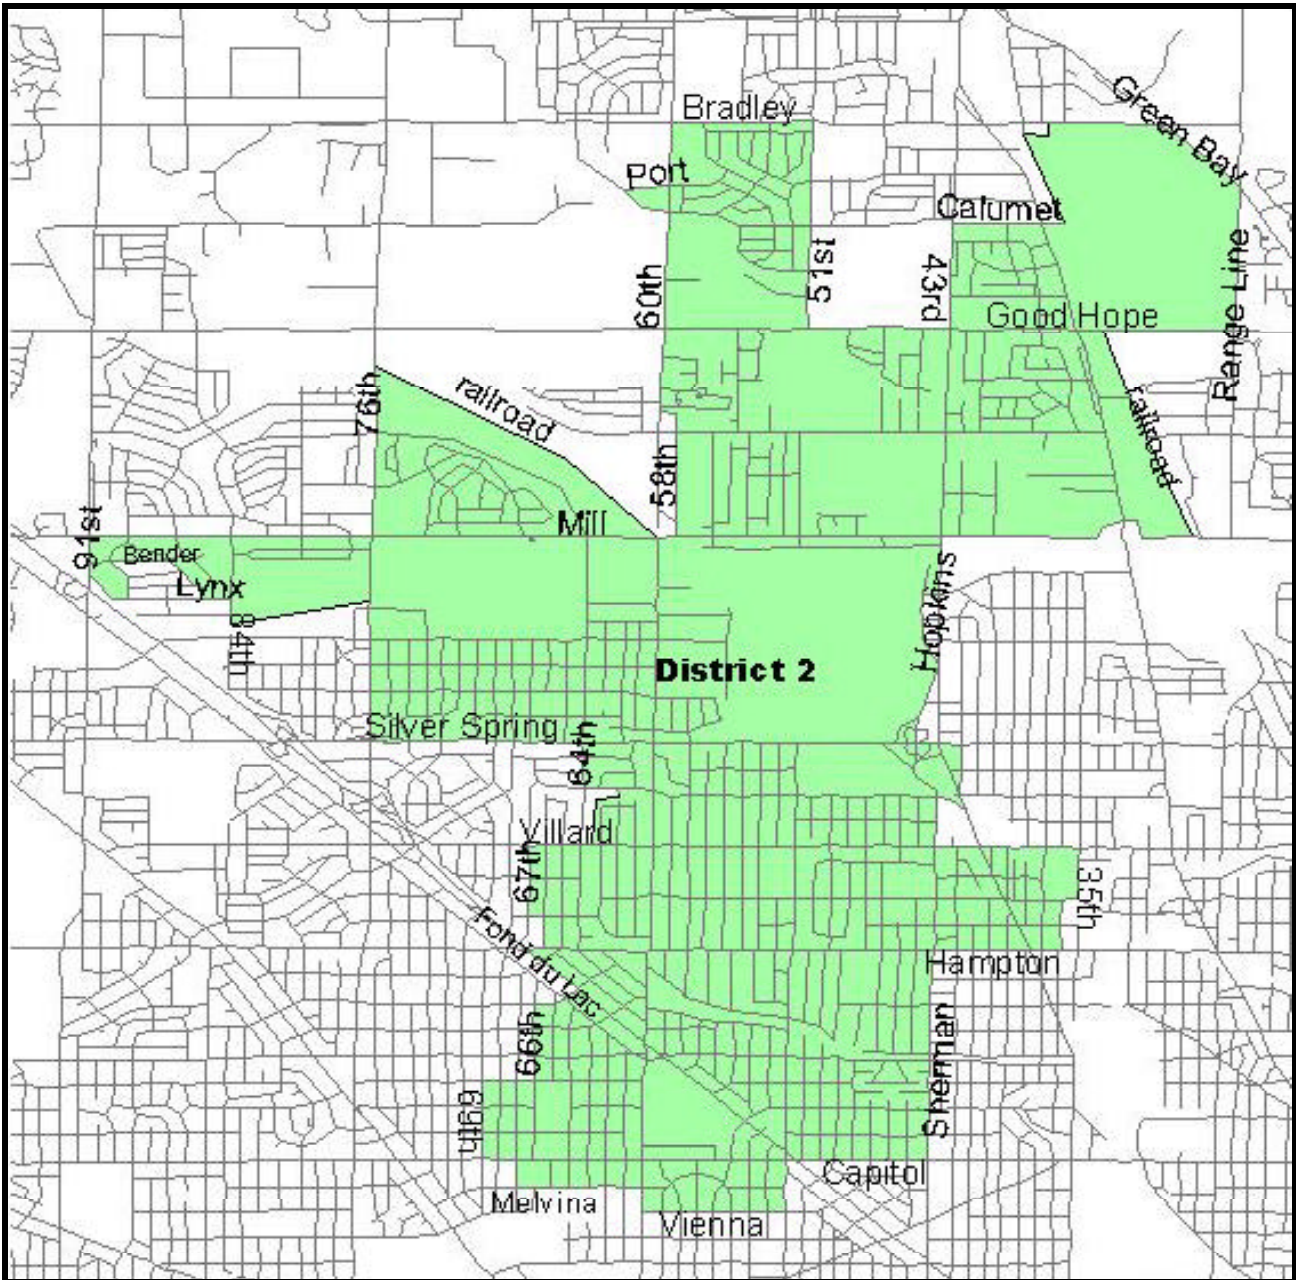 Green Bay
Bradley
Port
Calumet
60th
51st
43rd
Good Hope
Range Line
76th
railroad
58th
railroad
Mill
91st
Bender
Lynx
84th
Hopkins
District 2
Silver Spring
64th
Villard
67th
35th
Fond du Lac
Hampton
66th
Sherman
69th
Capitol
Melvina
Vienna